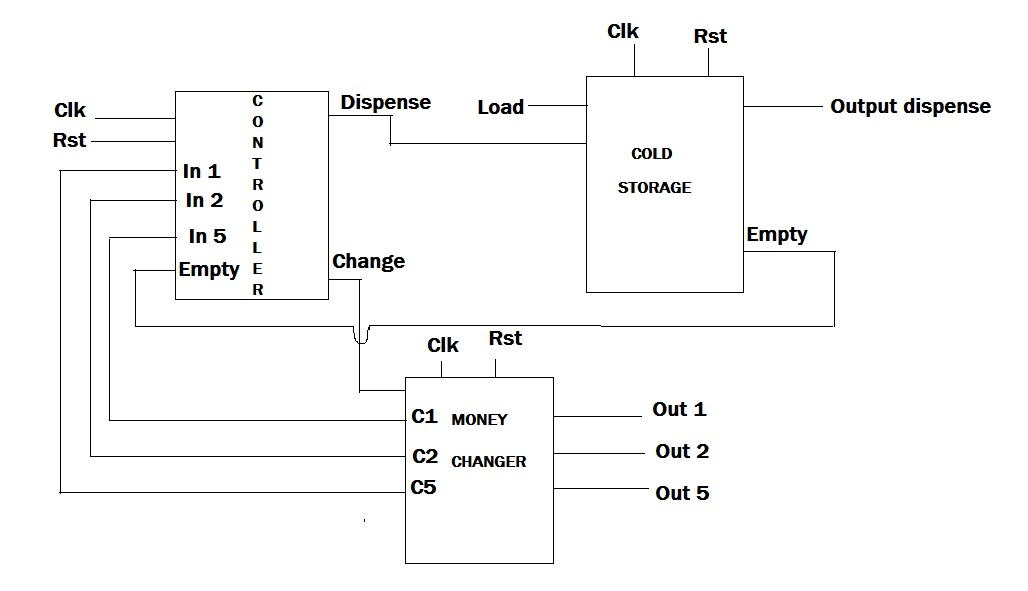 Clk
Rst
In 1
In 2
In 5
Empty
CONTROLLER
Dispense
Change
Clk
Rst
Load
COLD
STORAGE
Output dispense
Empty
Clk
Rst
C1 MONEY
C2 CHANGER
C5
Out 1
Out 2
Out 5